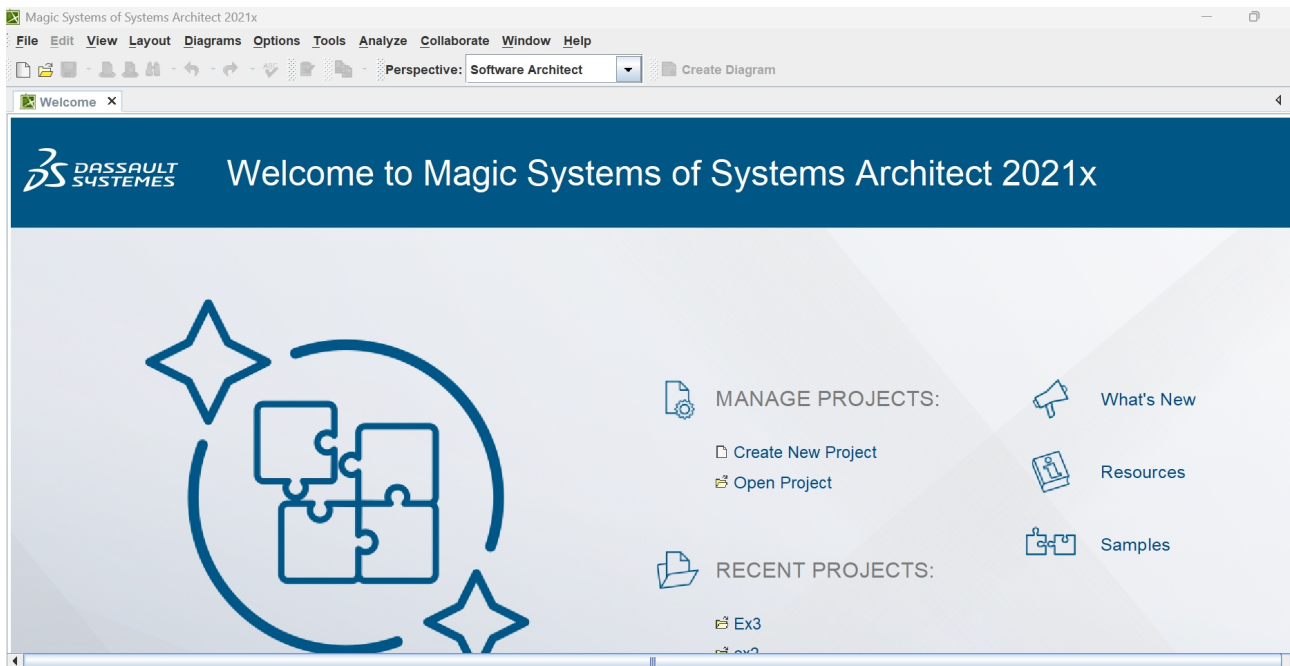 Magic Systems of Systems Architect 2021x
File Edit View Layout Diagrams Options Tools Analyze Collaborate Window Help
Perspective: Software Architect Create Diagram
Welcome
DASSAULT SYSTEMES
Welcome to Magic Systems of Systems Architect 2021x
MANAGE PROJECTS:
Create New Project
Open Project
RECENT PROJECTS:
Ex3
ex2
What's New
Resources
Samples